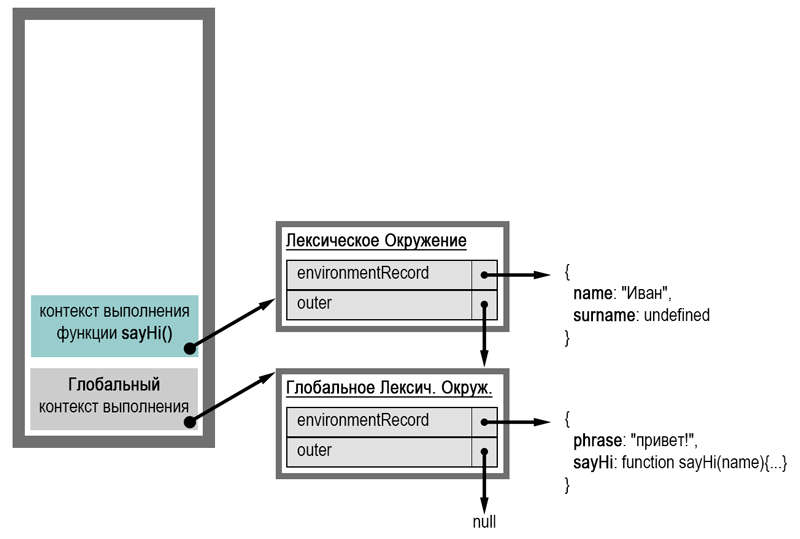 контекст выполнения
функции sayHi()
Глобальный
контекст выполнения
Лексическое Окружение
environmentRecord
outer
{
name: "Иван",
surname: undefined
}
Глобальное Лексич. Окруж.
environmentRecord
outer
{
phrase: "привет!",
sayHi: function sayHi(name){...}
}
null